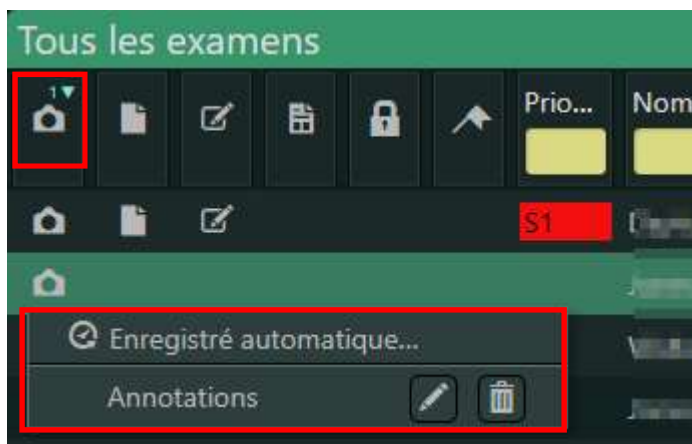 Tous les examens
1
Prio... Nom
S1
Enregistré automatique...
Annotations